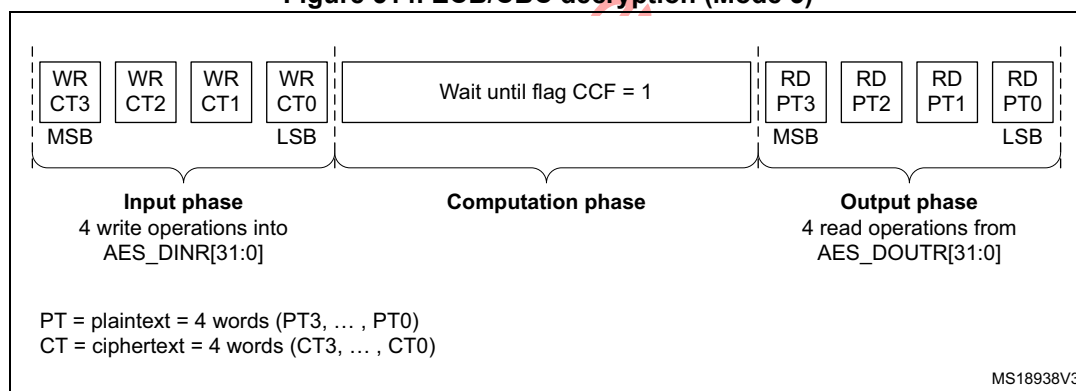 WR WR WR WR
CT3 CT2 CT1 CT0
Wait until flag CCF = 1
RD RD RD RD
PT3 PT2 PT1 PT0
MSB LSB
MSB LSB
Input phase
4 write operations into
AES_DINR[31:0]
Computation phase
Output phase
4 read operations from
AES_DOUTR[31:0]
PT = plaintext = 4 words (PT3, … , PT0)
CT = ciphertext = 4 words (CT3, … , CT0)
MS18938V3